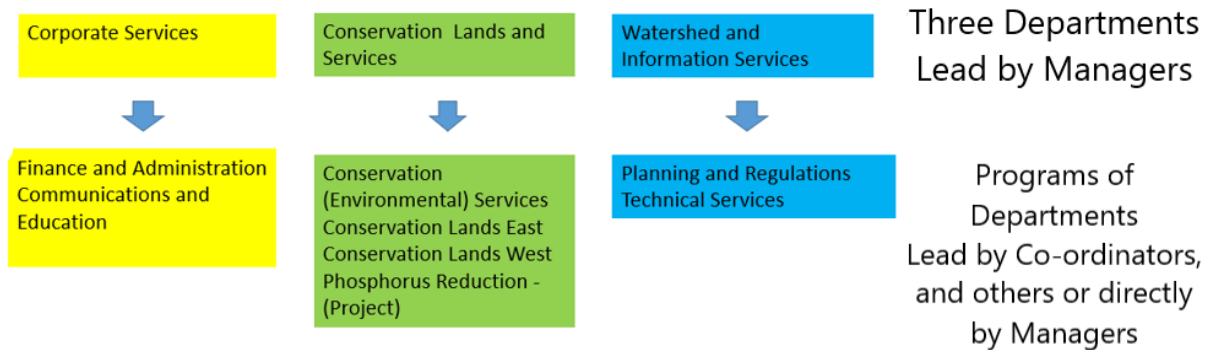 Corporate Services
Conservation Lands and
Services
Watershed and
Information Services
Three Departments
Lead by Managers
Finance and Administration
Communications and
Education
Conservation
(Environmental) Services
Conservation Lands East
Conservation Lands West
Phosphorus Reduction -
(Project)
Planning and Regulations
Technical Services
Programs of
Departments
Lead by Co-ordinators,
and others or directly
by Managers